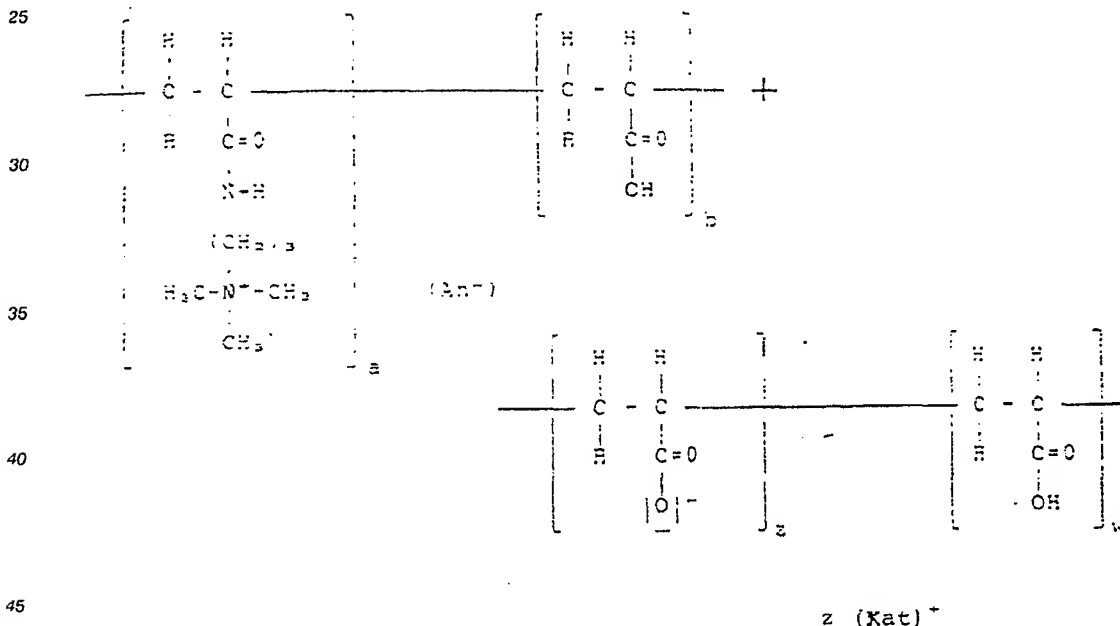 25
H H H H
C - C C - C +
H C=O H C=O
30
N-H OH
b
(CH₂)₃
H₃C-N⁺-CH₃ (An⁻)
35
CH₃
a
H H H H
C - C C - C
40
H C=O H C=O
|O|⁻ OH
z
45
z (Kat)⁺